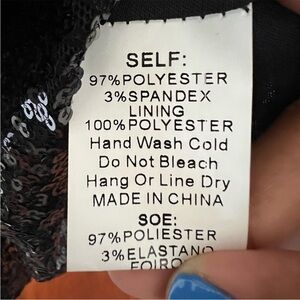 SELF:
97%POLYESTER
3%SPANDEX
LINING
100%POLYESTER
Hand Wash Cold
Do Not Bleach
Hang Or Line Dry
MADE IN CHINA
SOE:
97%POLIESTER
3%ELASTANO
FOIRO